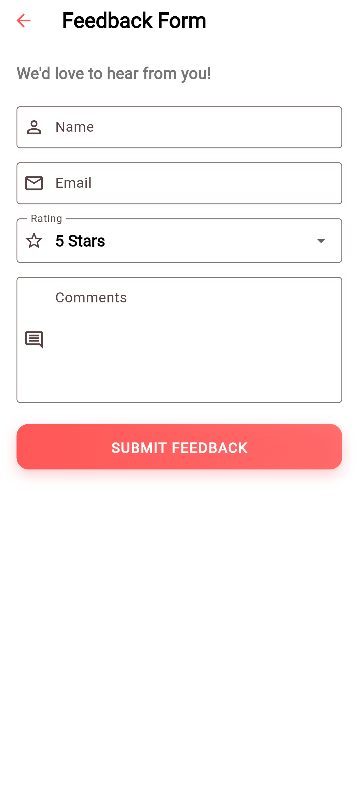 Feedback Form
We'd love to hear from you!
Name
Email
Rating
5 Stars
Comments
SUBMIT FEEDBACK